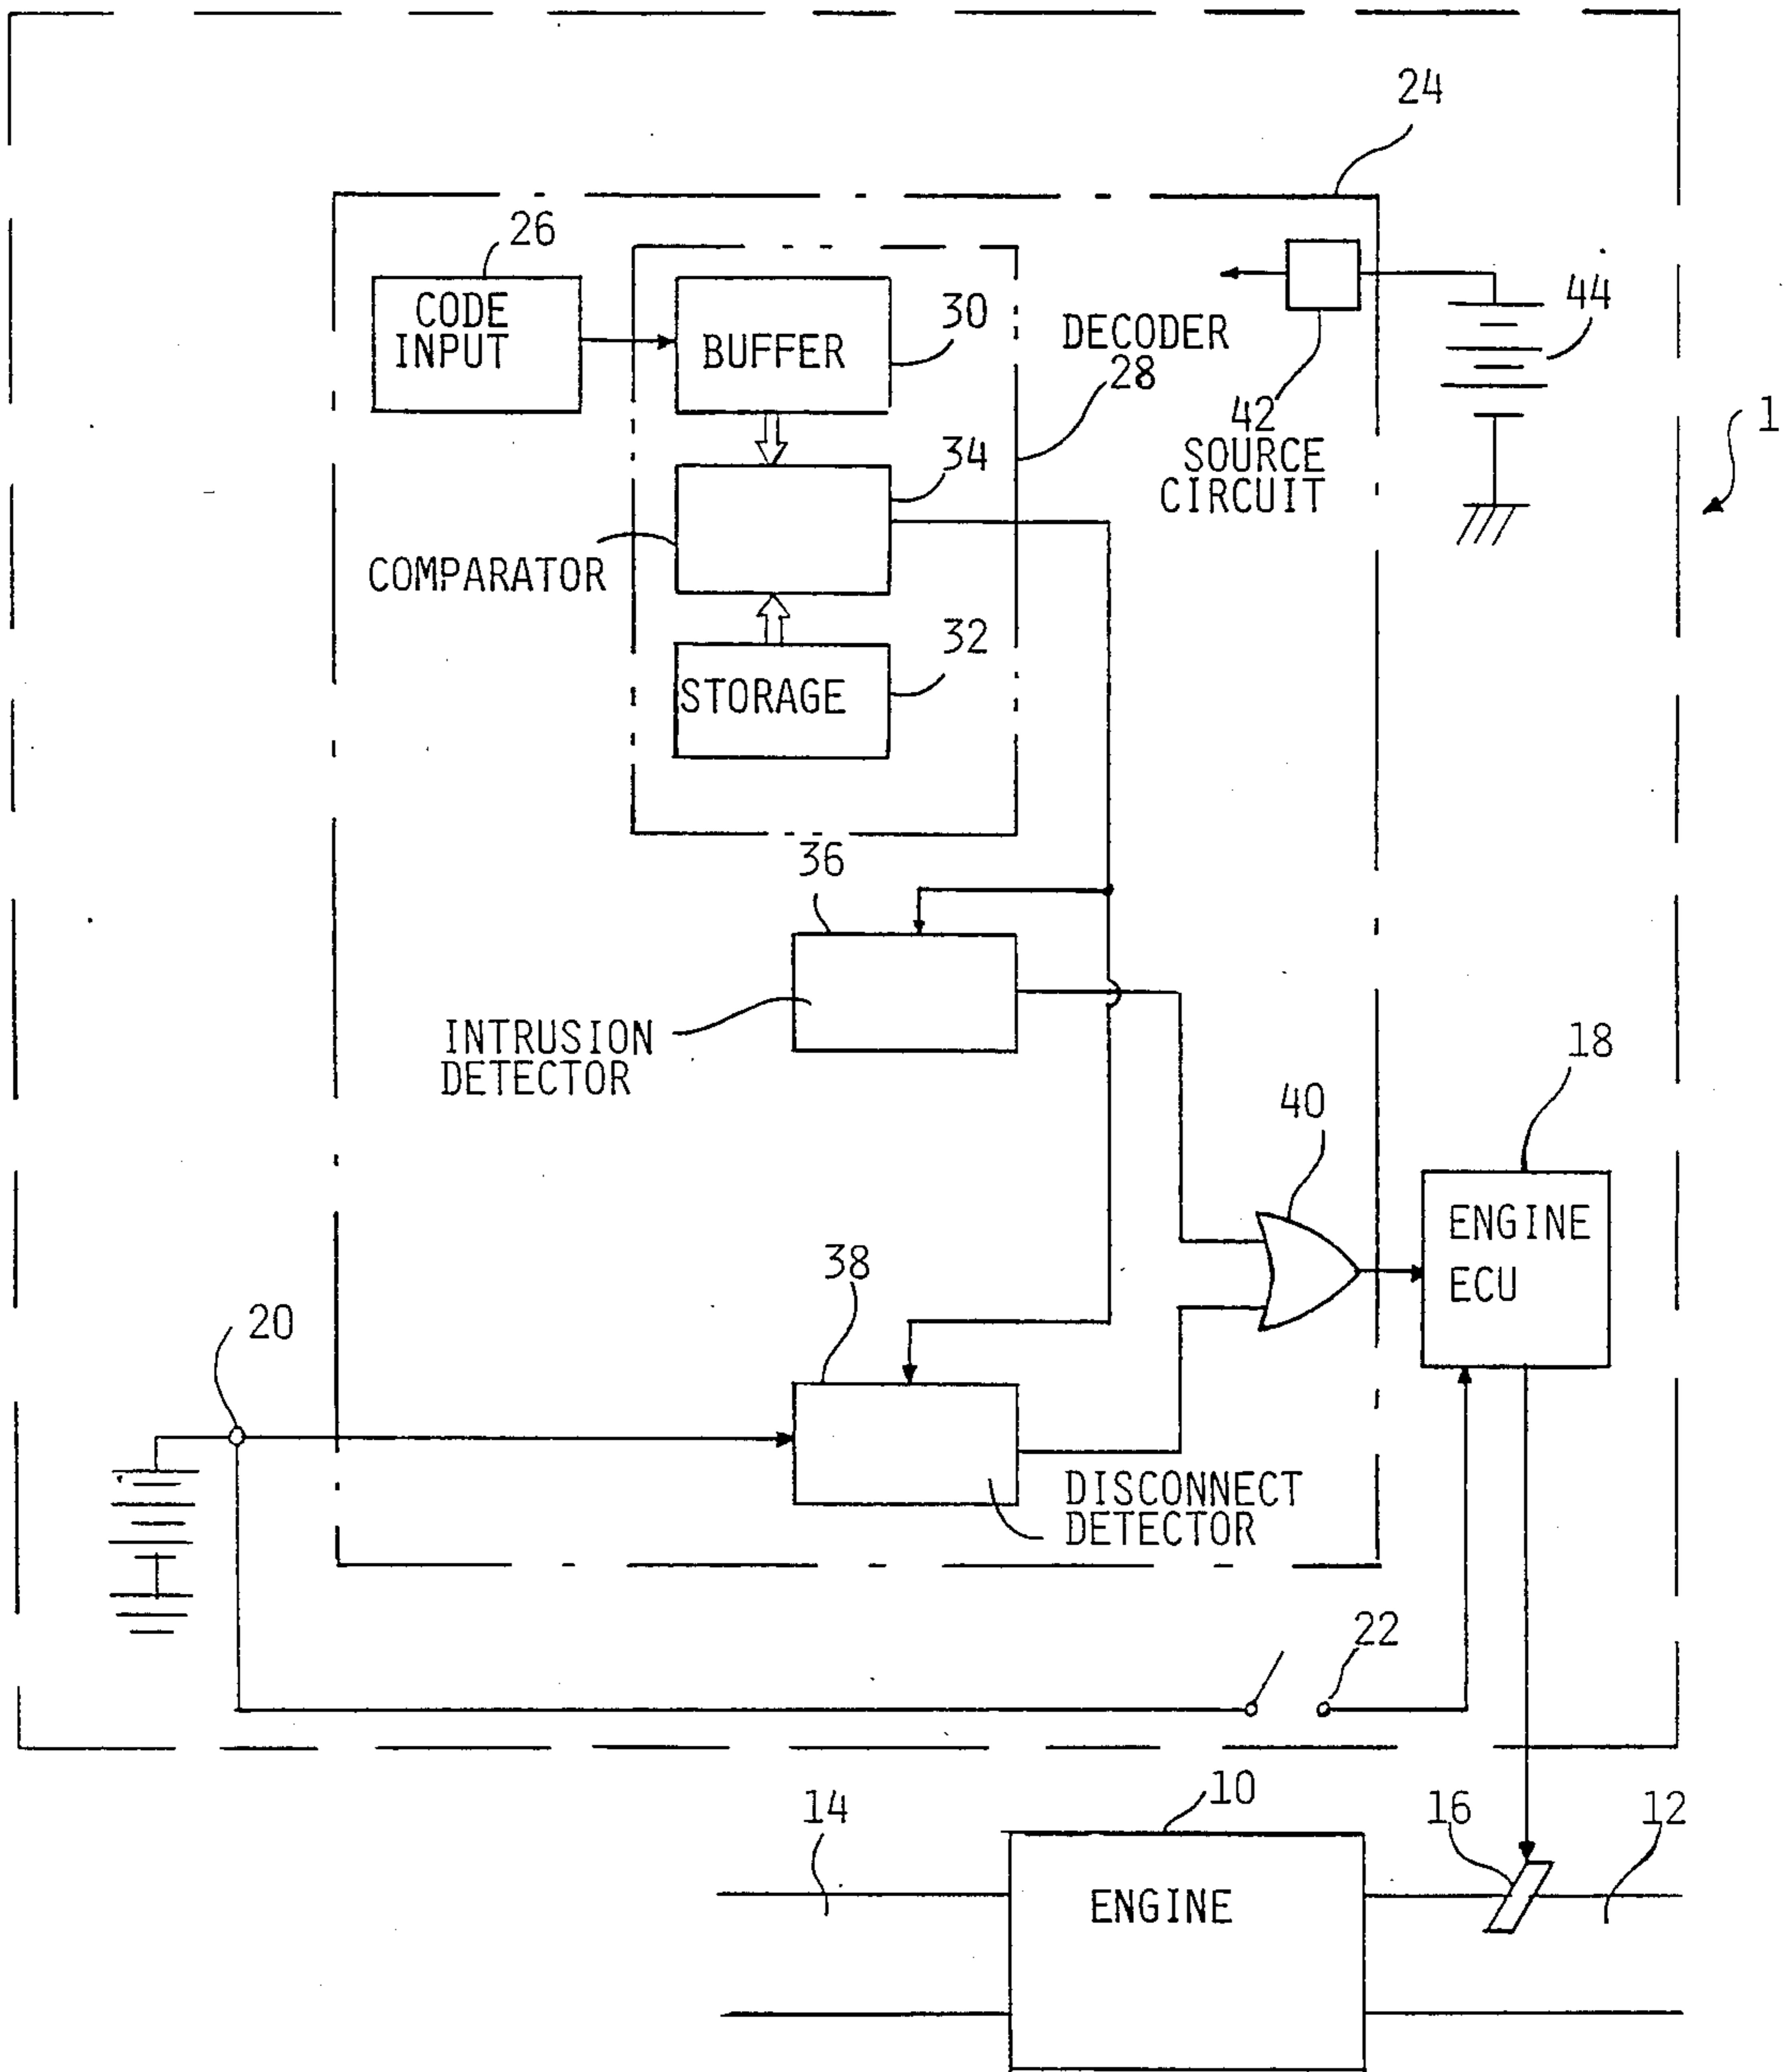 24
26
CODE
INPUT
BUFFER
30
DECODER
28
44
42
SOURCE
CIRCUIT
1
34
COMPARATOR
32
STORAGE
36
INTRUSION
DETECTOR
18
40
ENGINE
ECU
38
20
DISCONNECT
DETECTOR
22
14
10
16
12
ENGINE